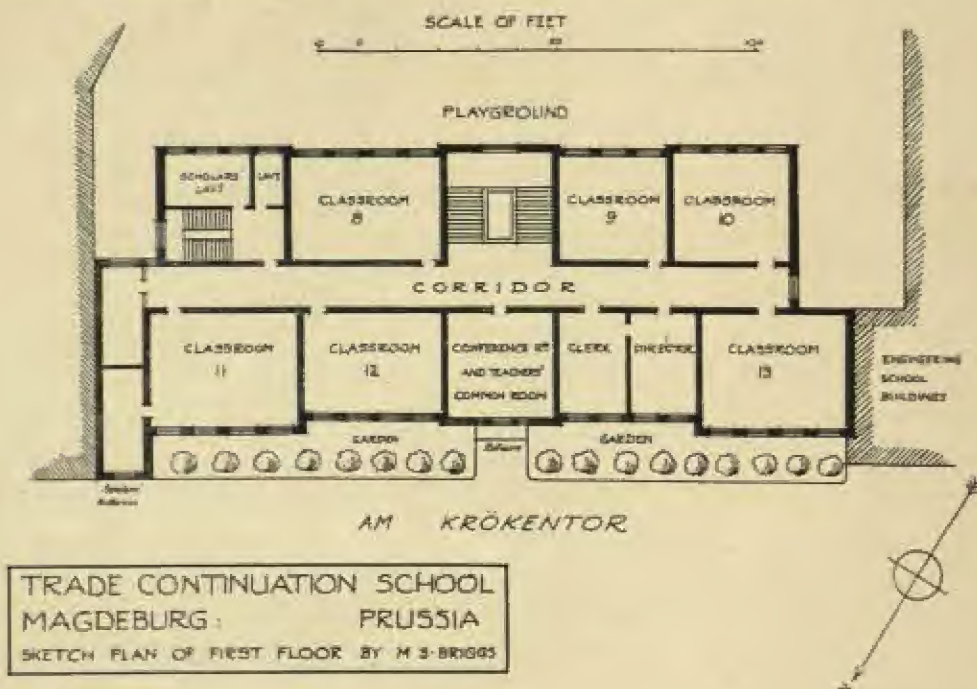 SCALE OF FEET
PLAYGROUND
SCHOLARS
LAVS
LAVS
CLASSROOM
8
CLASSROOM
9
CLASSROOM
10
CORRIDOR
CLASSROOM
11
CLASSROOM
12
CONFERENCE RM
AND TEACHERS'
COMMON ROOM
CLERK
DIRECTOR
CLASSROOM
13
ENGINEERING
SCHOOL
BUILDINGS
GARDEN
GARDEN
AM KRÖKENTOR
TRADE CONTINUATION SCHOOL
MAGDEBURG: PRUSSIA
SKETCH PLAN OF FIRST FLOOR BY M S BRIGGS